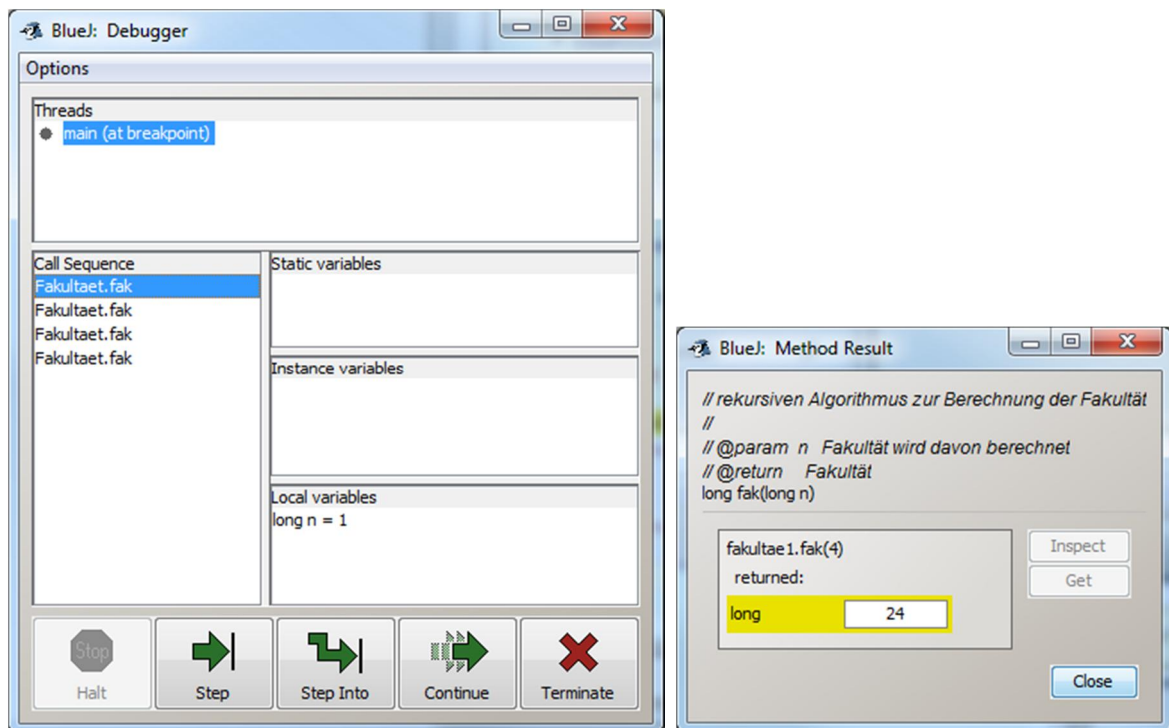 BlueJ: Debugger
Options
Threads
main (at breakpoint)
Call Sequence
Fakultaet.fak
Fakultaet.fak
Fakultaet.fak
Fakultaet.fak
Static variables
Instance variables
Local variables
long n = 1
Stop
Halt
Step
Step Into
Continue
Terminate
BlueJ: Method Result
// rekursiven Algorithmus zur Berechnung der Fakultät
//
// @param n Fakultät wird davon berechnet
// @return Fakultät
long fak(long n)
fakultae1.fak(4)
returned:
long 24
Inspect
Get
Close